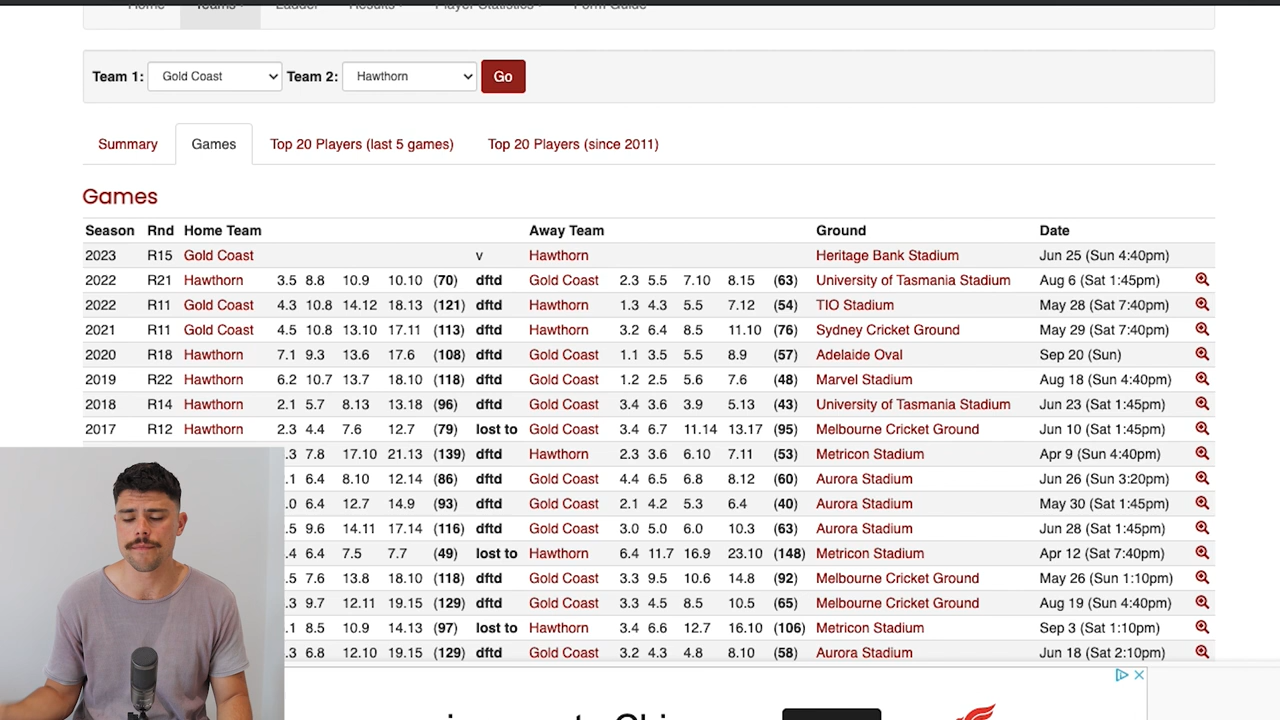 Home Teams Ladder Results Player Statistics Form Guide
Team 1: Gold Coast Team 2: Hawthorn Go
Summary Games Top 20 Players (last 5 games) Top 20 Players (since 2011)
Games
Season Rnd Home Team Away Team Ground Date
2023 R15 Gold Coast v Hawthorn Heritage Bank Stadium Jun 25 (Sun 4:40pm)
2022 R21 Hawthorn 3.5 8.8 10.9 10.10 (70) dftd Gold Coast 2.3 5.5 7.10 8.15 (63) University of Tasmania Stadium Aug 6 (Sat 1:45pm)
2022 R11 Gold Coast 4.3 10.8 14.12 18.13 (121) dftd Hawthorn 1.3 4.3 5.5 7.12 (54) TIO Stadium May 28 (Sat 7:40pm)
2021 R11 Gold Coast 4.5 10.8 13.10 17.11 (113) dftd Hawthorn 3.2 6.4 8.5 11.10 (76) Sydney Cricket Ground May 29 (Sat 7:40pm)
2020 R18 Hawthorn 7.1 9.3 13.6 17.6 (108) dftd Gold Coast 1.1 3.5 5.5 8.9 (57) Adelaide Oval Sep 20 (Sun)
2019 R22 Hawthorn 6.2 10.7 13.7 18.10 (118) dftd Gold Coast 1.2 2.5 5.6 7.6 (48) Marvel Stadium Aug 18 (Sun 4:40pm)
2018 R14 Hawthorn 2.1 5.7 8.13 13.18 (96) dftd Gold Coast 3.4 3.6 3.9 5.13 (43) University of Tasmania Stadium Jun 23 (Sat 1:45pm)
2017 R12 Hawthorn 2.3 4.4 7.6 12.7 (79) lost to Gold Coast 3.4 6.7 11.14 13.17 (95) Melbourne Cricket Ground Jun 10 (Sat 1:45pm)
.3 7.8 17.10 21.13 (139) dftd Hawthorn 2.3 3.6 6.10 7.11 (53) Metricon Stadium Apr 9 (Sun 4:40pm)
.1 6.4 8.10 12.14 (86) dftd Gold Coast 4.4 6.5 6.8 8.12 (60) Aurora Stadium Jun 26 (Sun 3:20pm)
.0 6.4 12.7 14.9 (93) dftd Gold Coast 2.1 4.2 5.3 6.4 (40) Aurora Stadium May 30 (Sat 1:45pm)
.5 9.6 14.11 17.14 (116) dftd Gold Coast 3.0 5.0 6.0 10.3 (63) Aurora Stadium Jun 28 (Sat 1:45pm)
.4 6.4 7.5 7.7 (49) lost to Hawthorn 6.4 11.7 16.9 23.10 (148) Metricon Stadium Apr 12 (Sat 7:40pm)
.5 7.6 13.8 18.10 (118) dftd Gold Coast 3.3 9.5 10.6 14.8 (92) Melbourne Cricket Ground May 26 (Sun 1:10pm)
.3 9.7 12.11 19.15 (129) dftd Gold Coast 3.3 4.5 8.5 10.5 (65) Melbourne Cricket Ground Aug 19 (Sun 4:40pm)
.1 8.5 10.9 14.13 (97) lost to Hawthorn 3.4 6.6 12.7 16.10 (106) Metricon Stadium Sep 3 (Sat 1:10pm)
.3 6.8 12.10 19.15 (129) dftd Gold Coast 3.2 4.3 4.8 8.10 (58) Aurora Stadium Jun 18 (Sat 2:10pm)